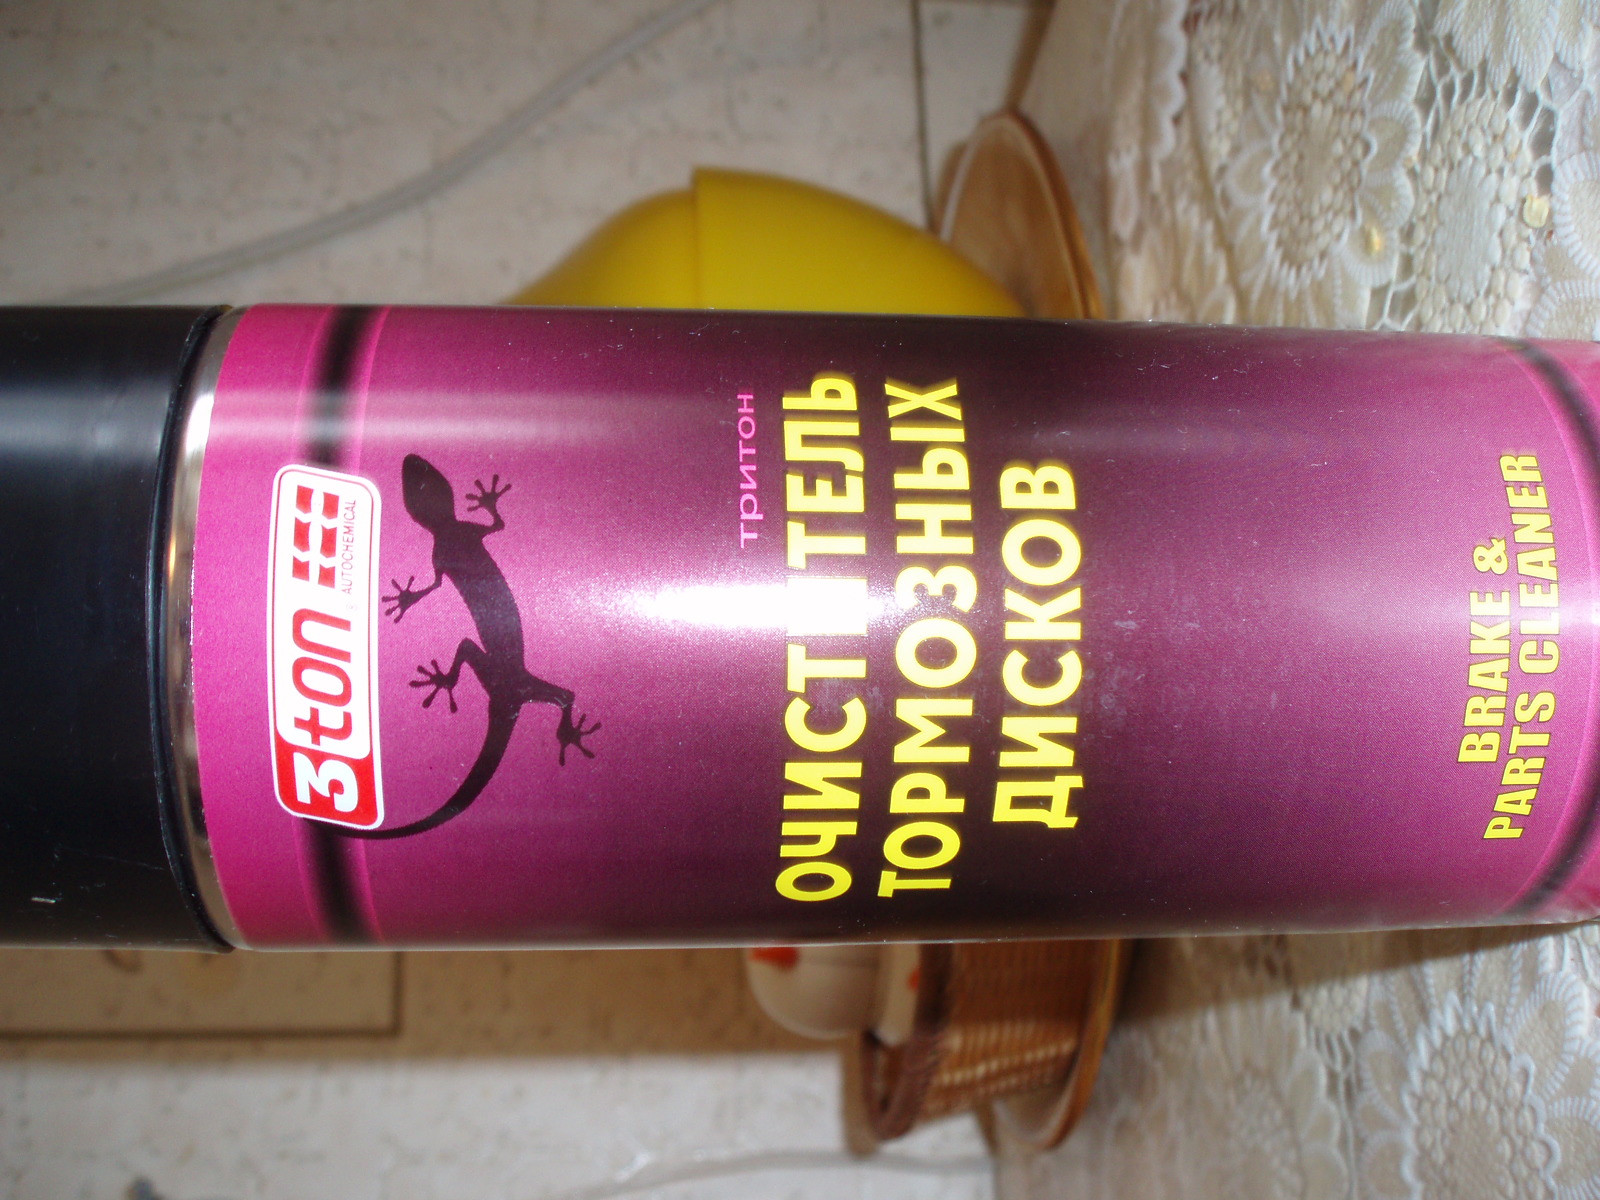 3ton
AUTOCHEMICAL
тритон
ОЧИСТИТЕЛЬ
ТОРМОЗНЫХ
ДИСКОВ
BRAKE &
PARTS CLEANER